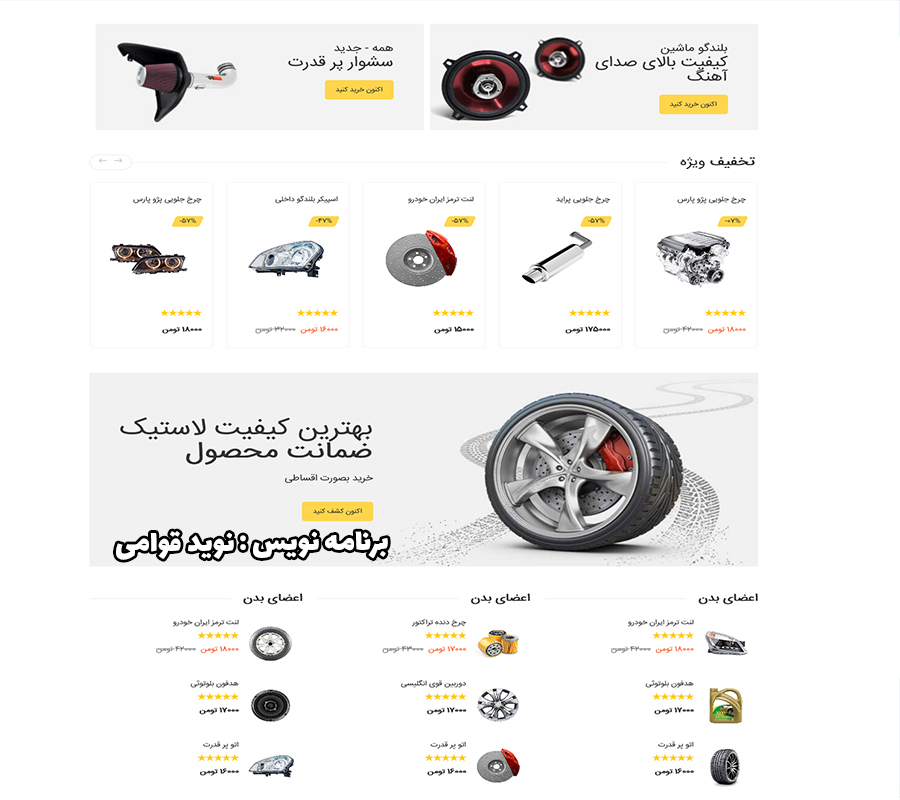 بلندگو ماشین
کیفیت بالای صدای
آهنگ
اکنون خرید کنید
همه - جدید
سشوار پر قدرت
اکنون خرید کنید
تخفیف ویژه
چرخ جلویی پژو پارس
-۰۷%
۱۸۰۰۰ تومن ۴۲۰۰۰ تومن
چرخ جلویی پراید
-۵۷%
۱۷۵۰۰۰ تومن
لنت ترمز ایران خودرو
-۵۷%
۱۵۰۰۰ تومن
اسپیکر بلندگو داخلی
-۴۷%
۱۶۰۰۰ تومن ۳۲۰۰۰ تومن
چرخ جلویی پژو پارس
-۵۷%
۱۸۰۰۰ تومن
بهترین کیفیت لاستیک
ضمانت محصول
خرید بصورت اقساطی
اکنون کشف کنید
برنامه نویس : نوید قوامی
اعضای بدن
لنت ترمز ایران خودرو
۱۸۰۰۰ تومن ۴۲۰۰۰ تومن
هدفون بلوتوثی
۱۷۰۰۰ تومن
اتو پر قدرت
۱۶۰۰۰ تومن
اعضای بدن
چرخ دنده تراکتور
۱۷۰۰۰ تومن ۴۳۰۰۰ تومن
دوربین قوی انگلیسی
۱۷۰۰۰ تومن
اتو پر قدرت
۱۶۰۰۰ تومن
اعضای بدن
لنت ترمز ایران خودرو
۱۸۰۰۰ تومن ۴۲۰۰۰ تومن
هدفون بلوتوثی
۱۷۰۰۰ تومن
اتو پر قدرت
۱۶۰۰۰ تومن